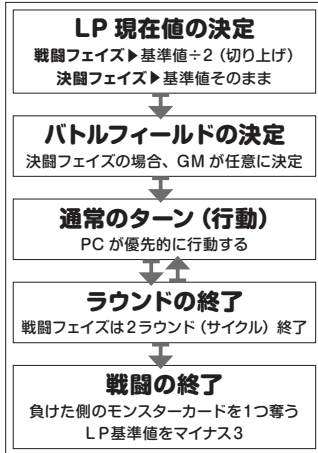 LP 現在値の決定
戦闘フェイズ▶基準値÷2（切り上げ）
決闘フェイズ▶基準値そのまま
バトルフィールドの決定
決闘フェイズの場合、GM が任意に決定
通常のターン（行動）
PC が優先的に行動する
ラウンドの終了
戦闘フェイズは2ラウンド（サイクル）終了
戦闘の終了
負けた側のモンスターカードを1つ奪う
LP基準値をマイナス3